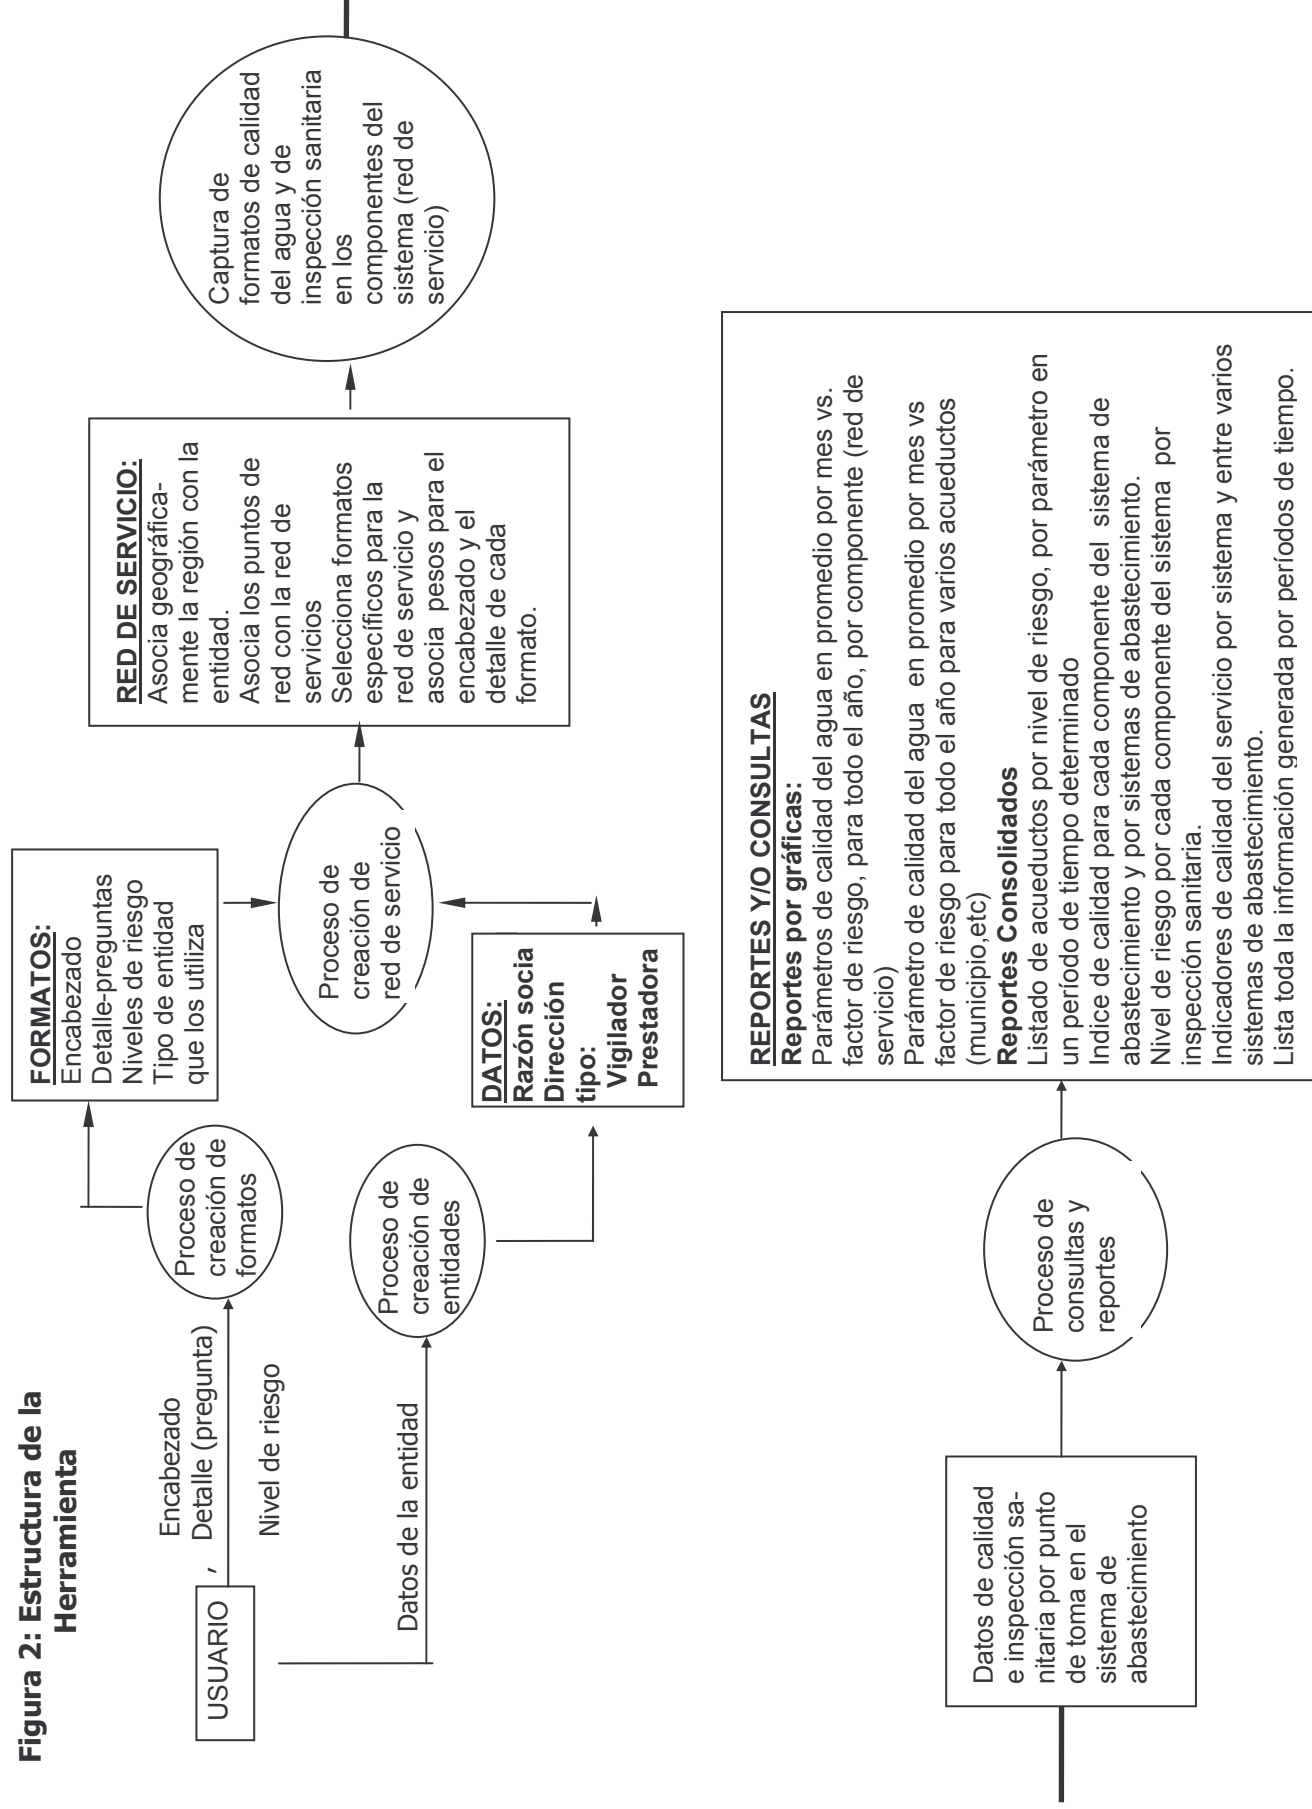 Figura 2: Estructura de la
Herramienta
USUARIO
,
Encabezado
Detalle (pregunta)
Nivel de riesgo
Datos de la entidad
Proceso de
creación de
formatos
Proceso de
creación de
entidades
FORMATOS:
Encabezado
Detalle-preguntas
Niveles de riesgo
Tipo de entidad
que los utiliza
DATOS:
Razón socia
Dirección
tipo:
Vigilador
Prestadora
Proceso de
creación de
red de servicio
RED DE SERVICIO:
Asocia geográfica-
mente la región con la
entidad.
Asocia los puntos de
red con la red de
servicios
Selecciona formatos
específicos para la
red de servicio y
asocia pesos para el
encabezado y el
detalle de cada
formato.
Captura de
formatos de calidad
del agua y de
inspección sanitaria
en los
componentes del
sistema (red de
servicio)
Datos de calidad
e inspección sa-
nitaria por punto
de toma en el
sistema de
abastecimiento
Proceso de
consultas y
reportes
REPORTES Y/O CONSULTAS
Reportes por gráficas:
Parámetros de calidad del agua en promedio por mes vs.
factor de riesgo, para todo el año, por componente (red de
servicio)
Parámetro de calidad del agua en promedio por mes vs
factor de riesgo para todo el año para varios acueductos
(municipio,etc)
Reportes Consolidados
Listado de acueductos por nivel de riesgo, por parámetro en
un período de tiempo determinado
Indice de calidad para cada componente del sistema de
abastecimiento y por sistemas de abastecimiento.
Nivel de riesgo por cada componente del sistema por
inspección sanitaria.
Indicadores de calidad del servicio por sistema y entre varios
sistemas de abastecimiento.
Lista toda la información generada por períodos de tiempo.